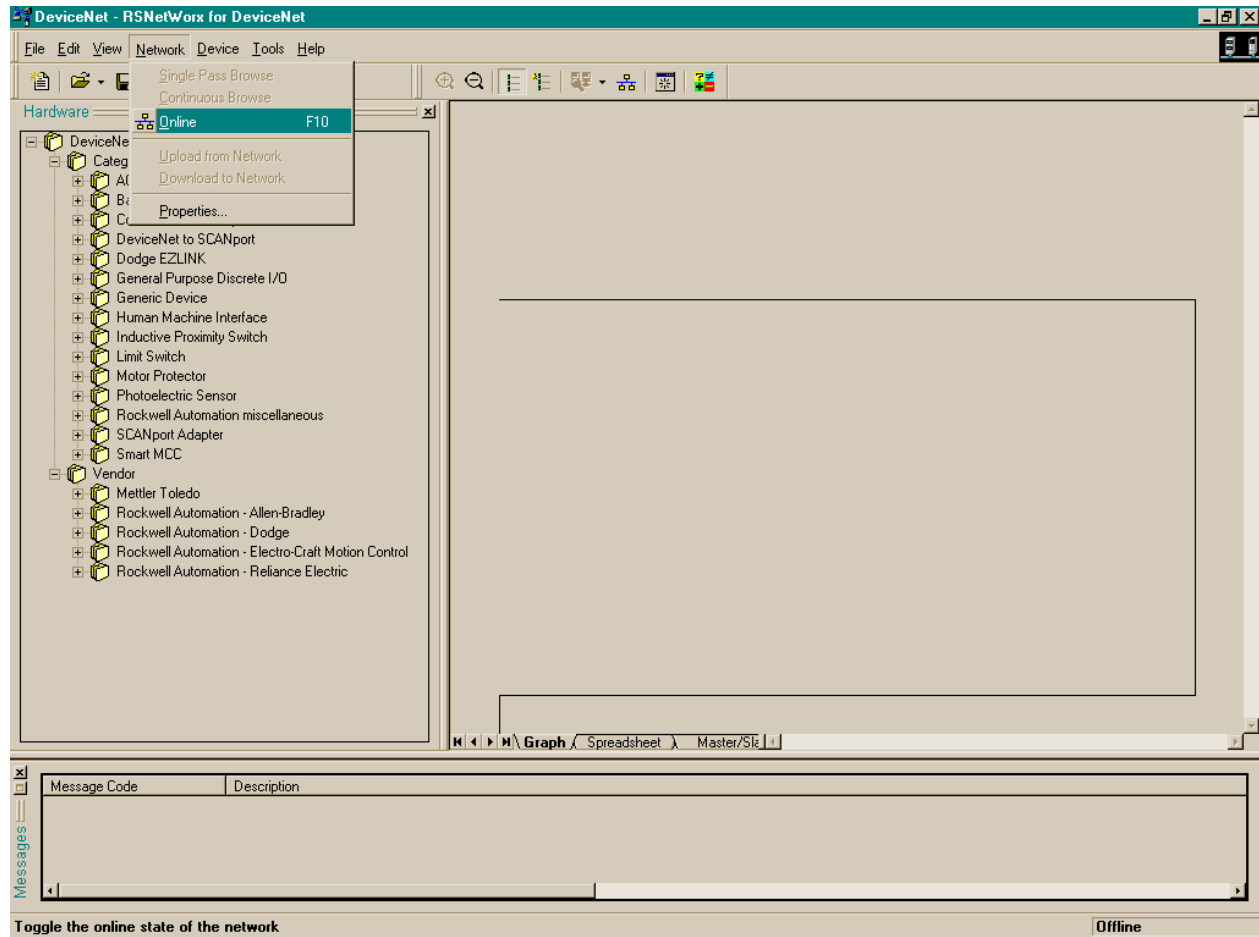 DeviceNet - RSNetWorx for DeviceNet
File Edit View Network Device Tools Help
Single Pass Browse
Continuous Browse
Online F10
Upload from Network
Download to Network
Properties...
Hardware
DeviceNe
Categ
DeviceNet to SCANport
Dodge EZLINK
General Purpose Discrete I/O
Generic Device
Human Machine Interface
Inductive Proximity Switch
Limit Switch
Motor Protector
Photoelectric Sensor
Rockwell Automation miscellaneous
SCANport Adapter
Smart MCC
Vendor
Mettler Toledo
Rockwell Automation - Allen-Bradley
Rockwell Automation - Dodge
Rockwell Automation - Electro-Craft Motion Control
Rockwell Automation - Reliance Electric
Graph Spreadsheet Master/Sla
Message Code Description
Messages
Toggle the online state of the network Offline